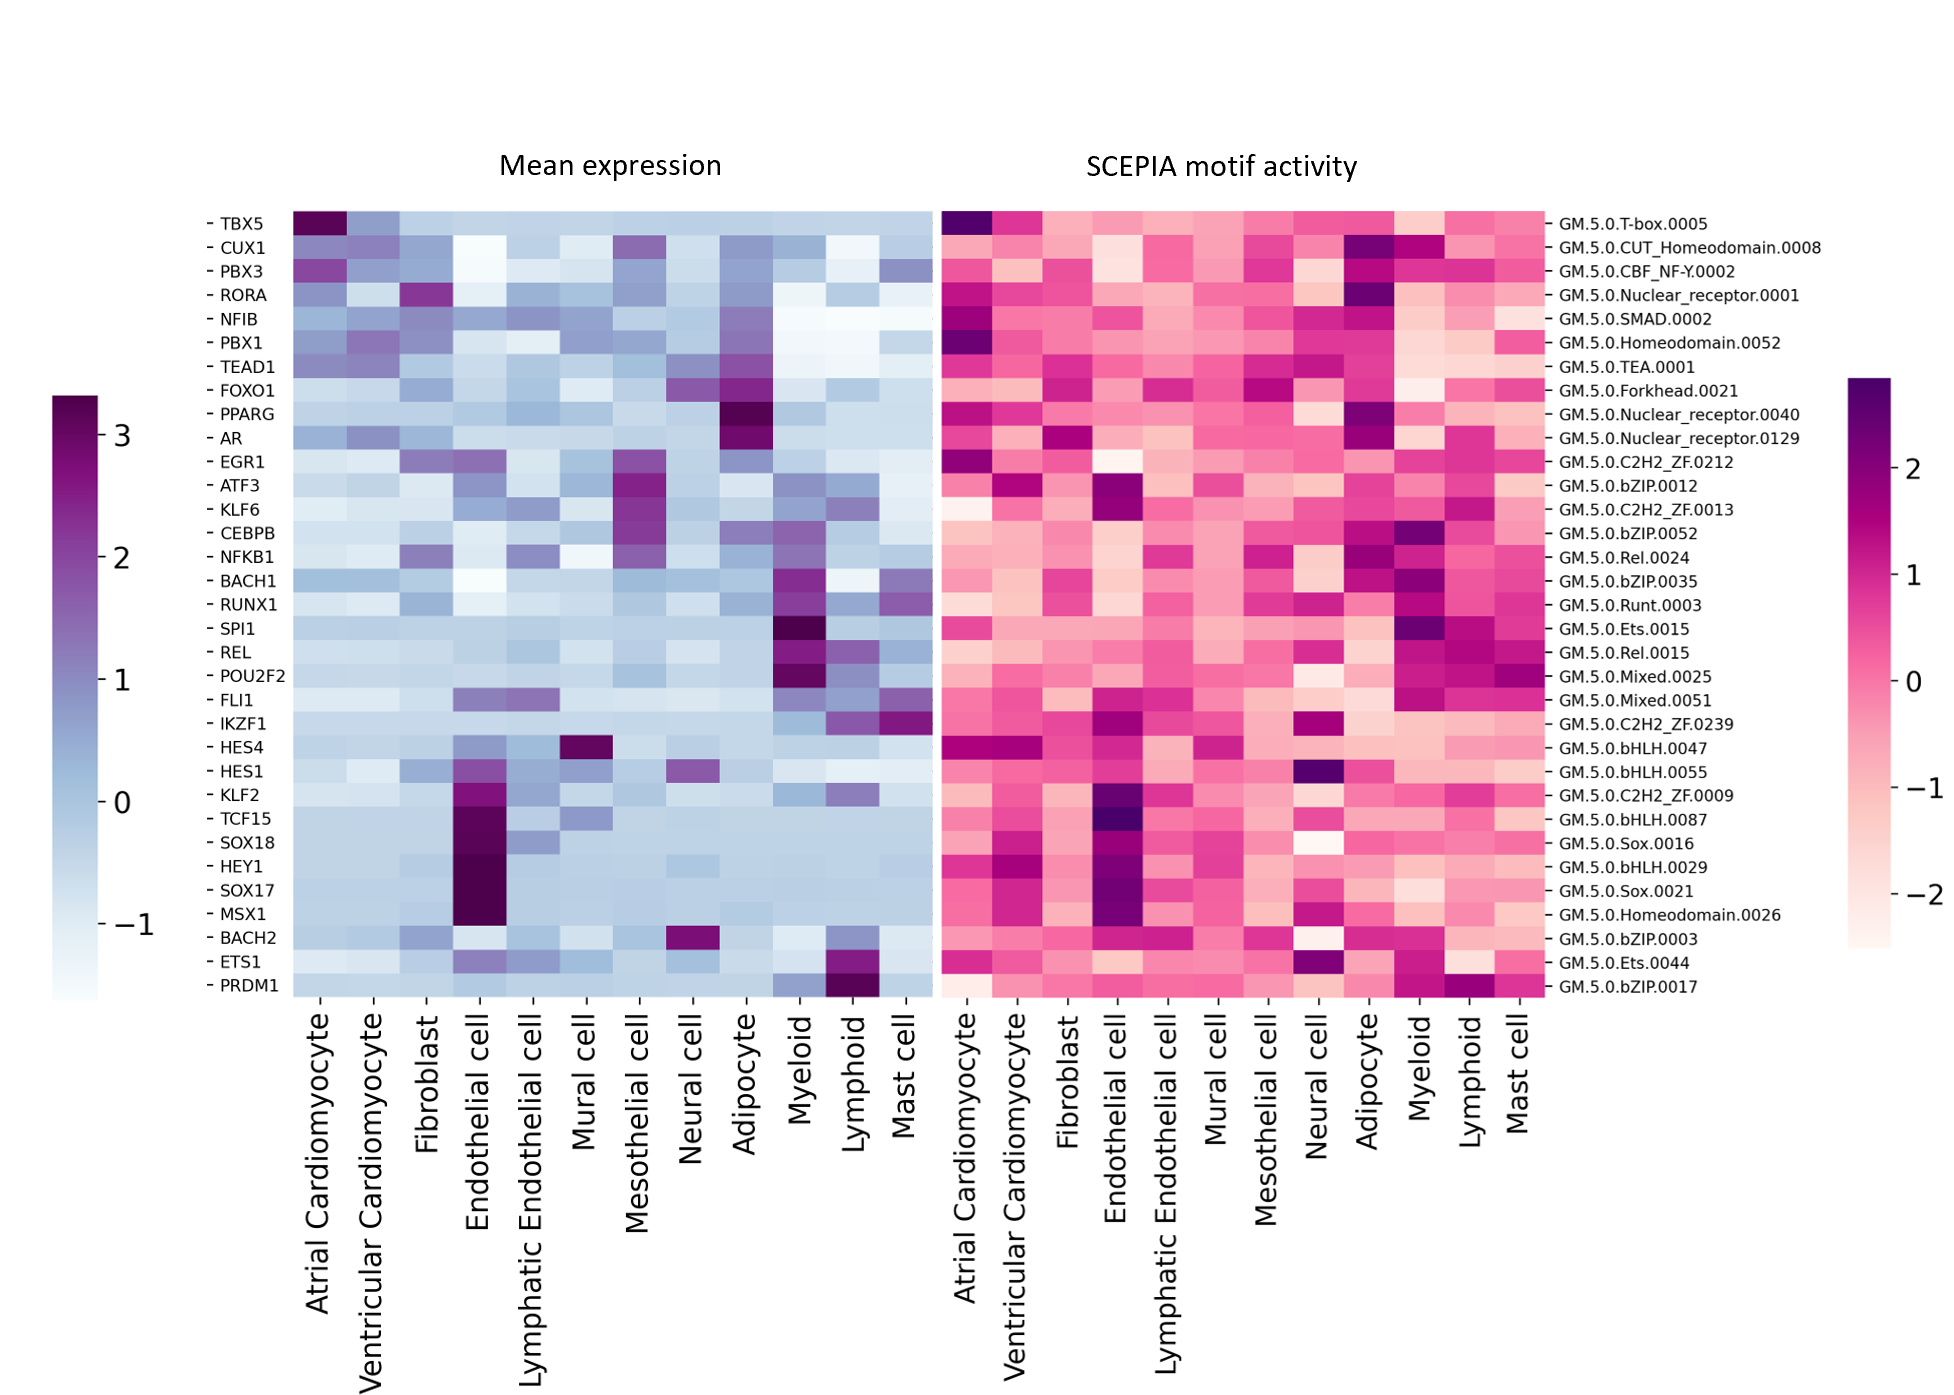 Mean expression
SCEPIA motif activity
TBX5
CUX1
PBX3
RORA
NFIB
PBX1
TEAD1
FOXO1
PPARG
AR
EGR1
ATF3
KLF6
CEBPB
NFKB1
BACH1
RUNX1
SPI1
REL
POU2F2
FLI1
IKZF1
HES4
HES1
KLF2
TCF15
SOX18
HEY1
SOX17
MSX1
BACH2
ETS1
PRDM1
3
2
1
0
−1
GM.5.0.T-box.0005
GM.5.0.CUT_Homeodomain.0008
GM.5.0.CBF_NF-Y.0002
GM.5.0.Nuclear_receptor.0001
GM.5.0.SMAD.0002
GM.5.0.Homeodomain.0052
GM.5.0.TEA.0001
GM.5.0.Forkhead.0021
GM.5.0.Nuclear_receptor.0040
GM.5.0.Nuclear_receptor.0129
GM.5.0.C2H2_ZF.0212
GM.5.0.bZIP.0012
GM.5.0.C2H2_ZF.0013
GM.5.0.bZIP.0052
GM.5.0.Rel.0024
GM.5.0.bZIP.0035
GM.5.0.Runt.0003
GM.5.0.Ets.0015
GM.5.0.Rel.0015
GM.5.0.Mixed.0025
GM.5.0.Mixed.0051
GM.5.0.C2H2_ZF.0239
GM.5.0.bHLH.0047
GM.5.0.bHLH.0055
GM.5.0.C2H2_ZF.0009
GM.5.0.bHLH.0087
GM.5.0.Sox.0016
GM.5.0.bHLH.0029
GM.5.0.Sox.0021
GM.5.0.Homeodomain.0026
GM.5.0.bZIP.0003
GM.5.0.Ets.0044
GM.5.0.bZIP.0017
2
1
0
−1
−2
Atrial Cardiomyocyte
Ventricular Cardiomyocyte
Fibroblast
Endothelial cell
Lymphatic Endothelial cell
Mural cell
Mesothelial cell
Neural cell
Adipocyte
Myeloid
Lymphoid
Mast cell
Atrial Cardiomyocyte
Ventricular Cardiomyocyte
Fibroblast
Endothelial cell
Lymphatic Endothelial cell
Mural cell
Mesothelial cell
Neural cell
Adipocyte
Myeloid
Lymphoid
Mast cell